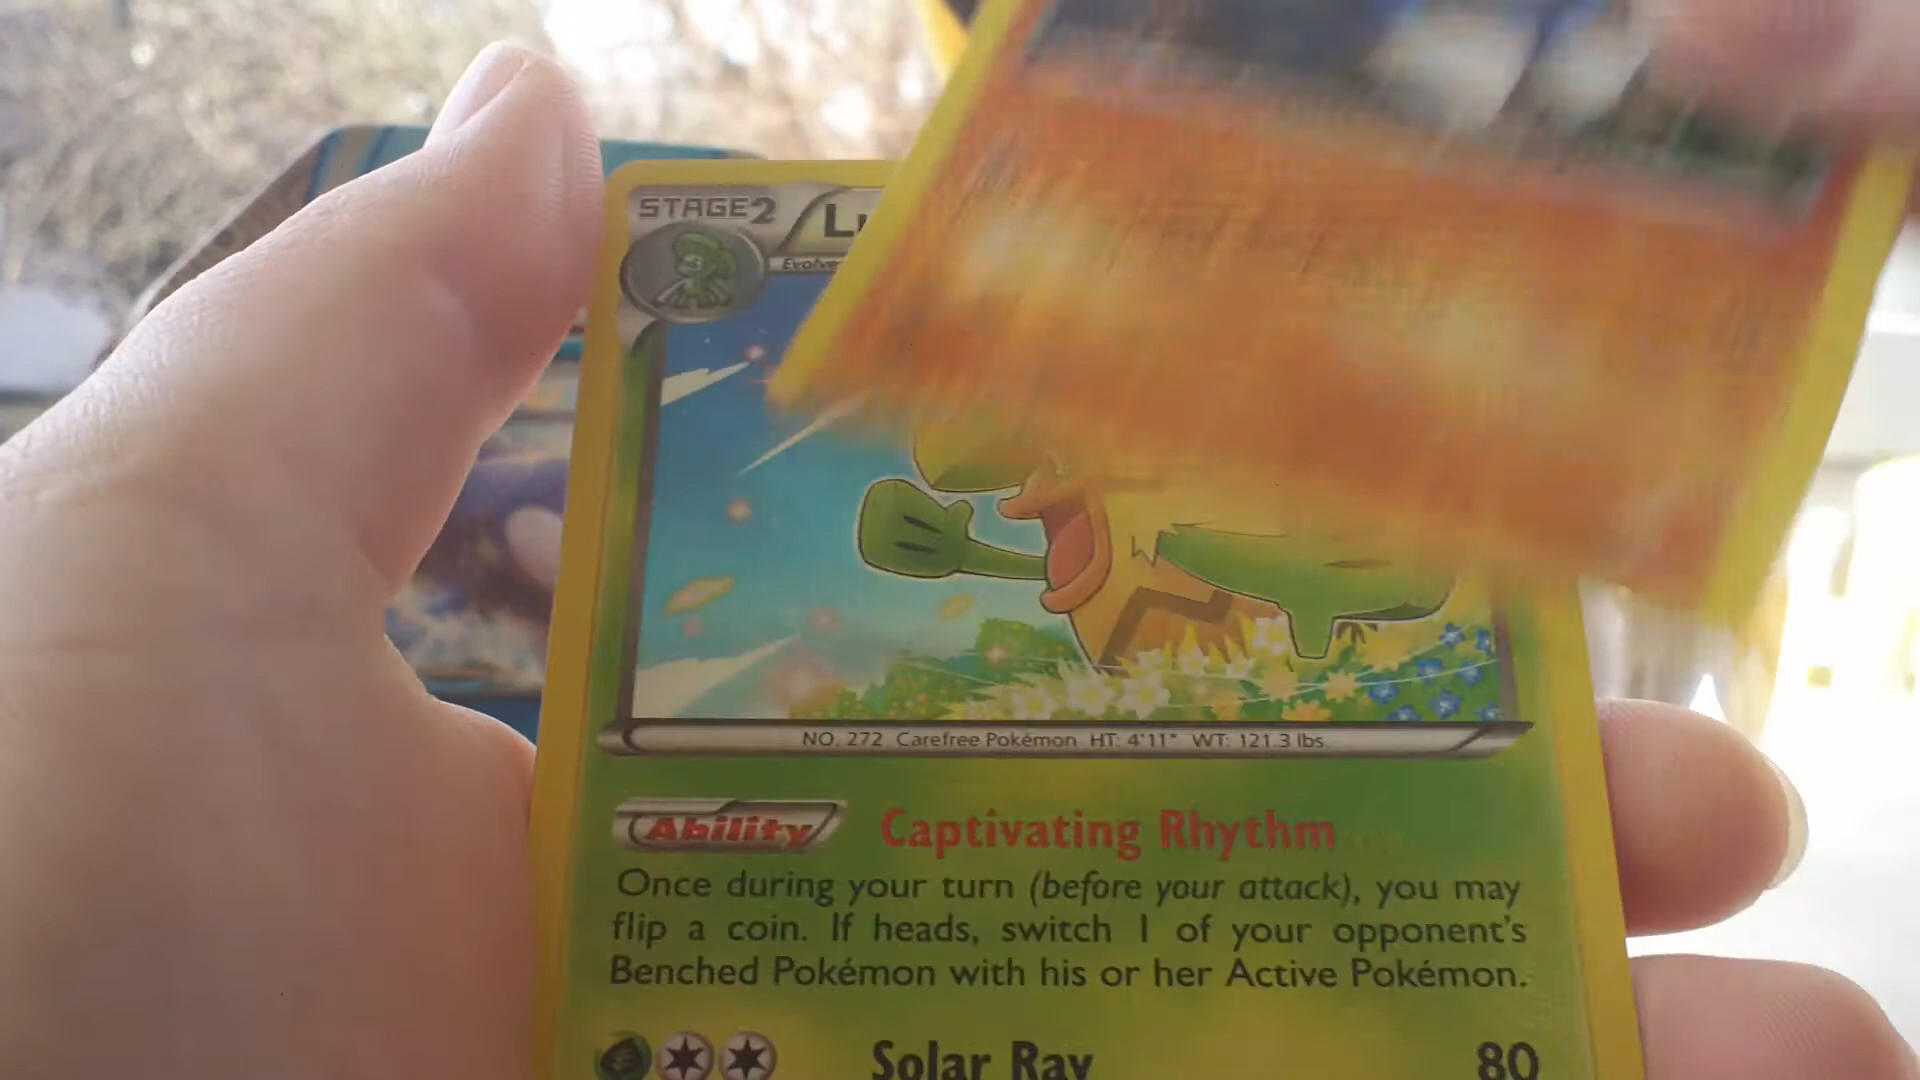 STAGE2
NO. 272 Carefree Pokémon HT: 4'11" WT: 121.3 lbs.
Ability Captivating Rhythm
Once during your turn (before your attack), you may
flip a coin. If heads, switch 1 of your opponent's
Benched Pokémon with his or her Active Pokémon.
Solar Ray 80